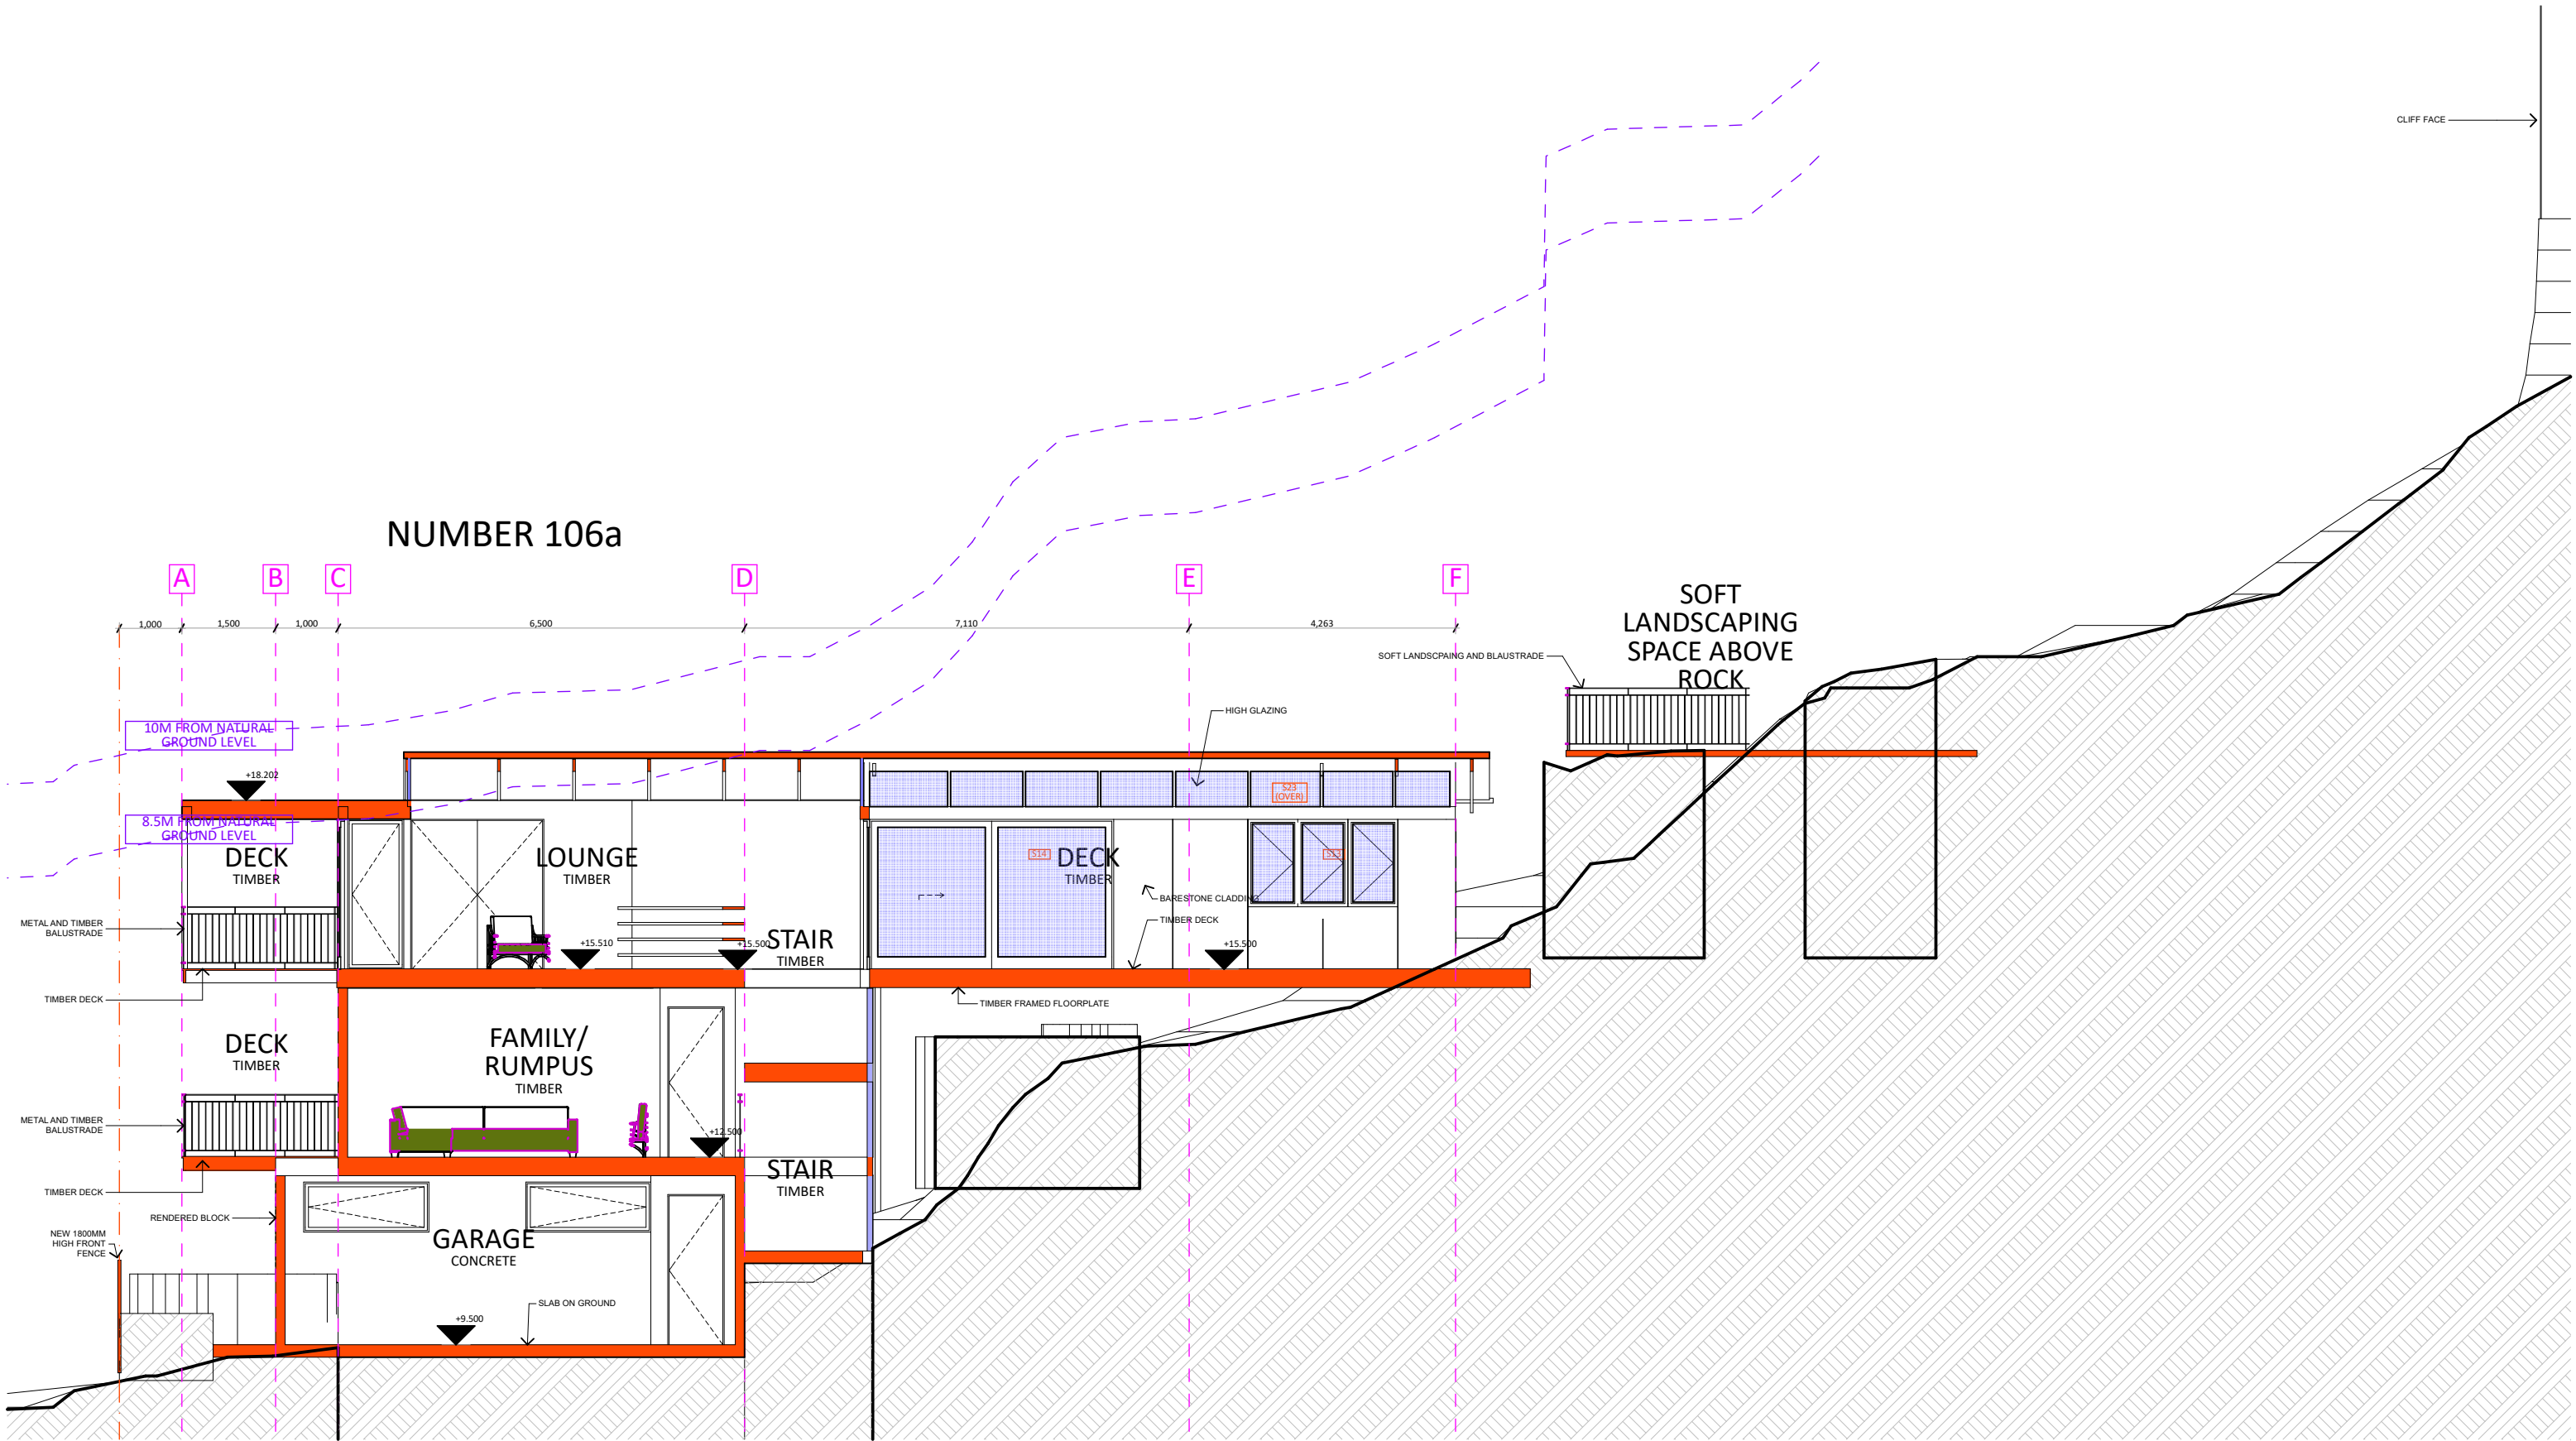 CLIFF FACE
NUMBER 106a
A
B
C
D
E
F
SOFT
LANDSCAPING
SPACE ABOVE
ROCK
1,000
1,500
1,000
6,500
7,110
4,263
SOFT LANDSCPAING AND BLAUSTRADE
HIGH GLAZING
10M FROM NATURAL
GROUND LEVEL
+18.202
S23
(OVER)
8.5M FROM NATURAL
GROUND LEVEL
DECK
TIMBER
LOUNGE
TIMBER
S14
DECK
TIMBER
S13
BARESTONE CLADDING
TIMBER DECK
METAL AND TIMBER
BALUSTRADE
+15.510
+15.500
STAIR
TIMBER
+15.500
TIMBER DECK
TIMBER FRAMED FLOORPLATE
DECK
TIMBER
FAMILY/
RUMPUS
TIMBER
METAL AND TIMBER
BALUSTRADE
+12.500
STAIR
TIMBER
TIMBER DECK
RENDERED BLOCK
NEW 1800MM
HIGH FRONT
FENCE
GARAGE
CONCRETE
SLAB ON GROUND
+9.500